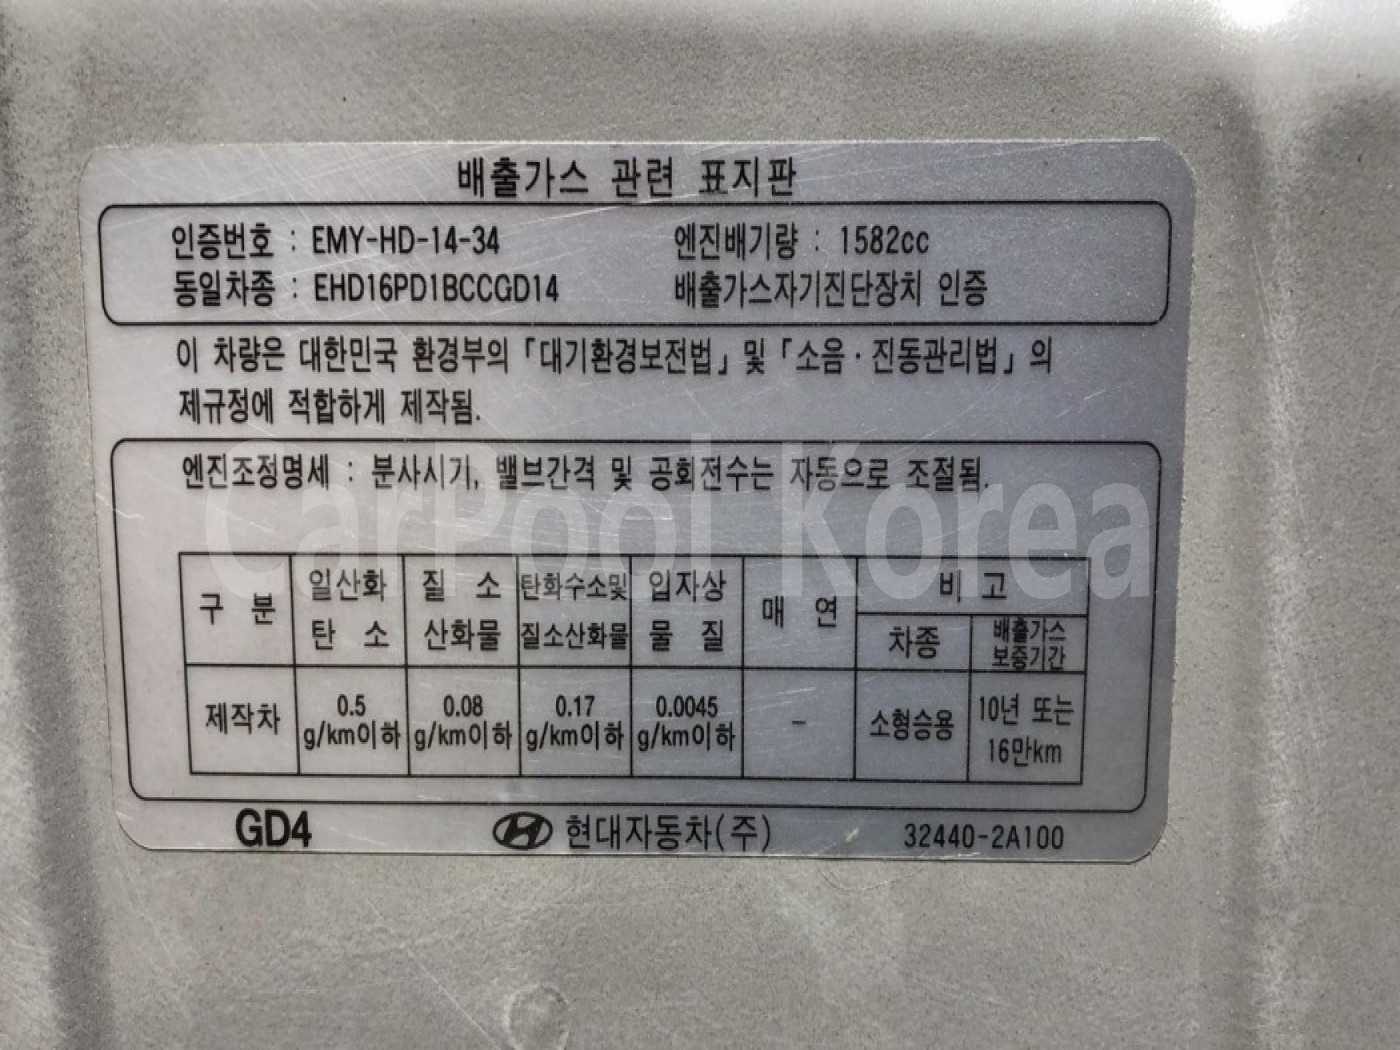 배출가스 관련 표지판
인증번호 : EMY-HD-14-34 엔진배기량 : 1582cc
동일차종 : EHD16PD1BCCGD14 배출가스자기진단장치 인증
이 차량은 대한민국 환경부의 「대기환경보전법」 및 「소음·진동관리법」의
제규정에 적합하게 제작됨.
엔진조정명세 : 분사시기, 밸브간격 및 공회전수는 자동으로 조절됨.
CarPool Korea
구 분 일산화 탄 소 질 소 산화물 탄화수소및 질소산화물 입자상 물 질 매 연 비 고
차종 배출가스 보증기간
제작차 0.5 g/km이하 0.08 g/km이하 0.17 g/km이하 0.0045 g/km이하 - 소형승용 10년 또는 16만km
GD4 현대자동차(주) 32440-2A100